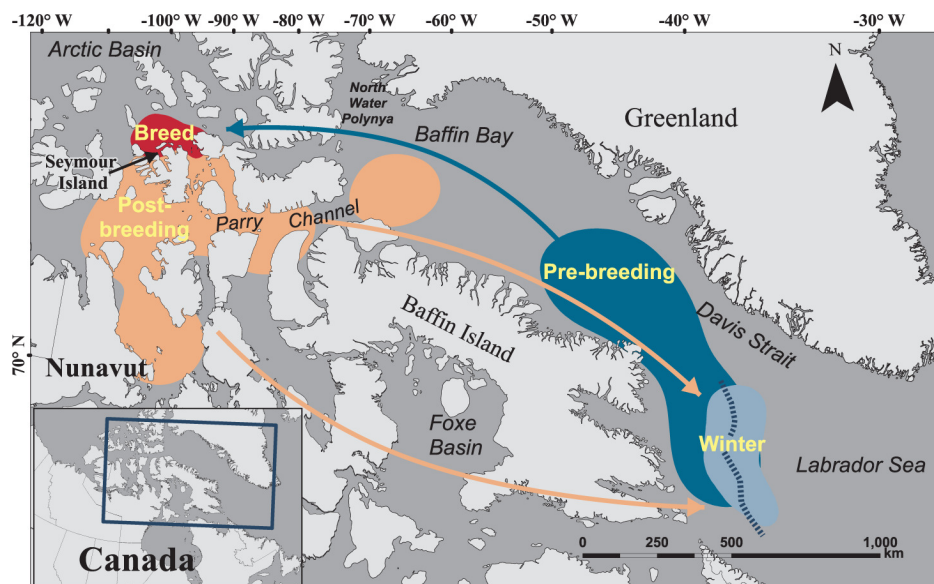 -120° W -100° W -90° W -80° W -70° W -60° W -50° W -40° W -30° W
Arctic Basin
N
North
Water
Polynya
Greenland
Breed
Baffin Bay
Seymour
Island
Post-
breeding
Parry Channel
Pre-breeding
Baffin Island
Davis Strait
70° N
Nunavut
Foxe
Basin
Winter
Labrador Sea
Canada
0 250 500 1,000
km